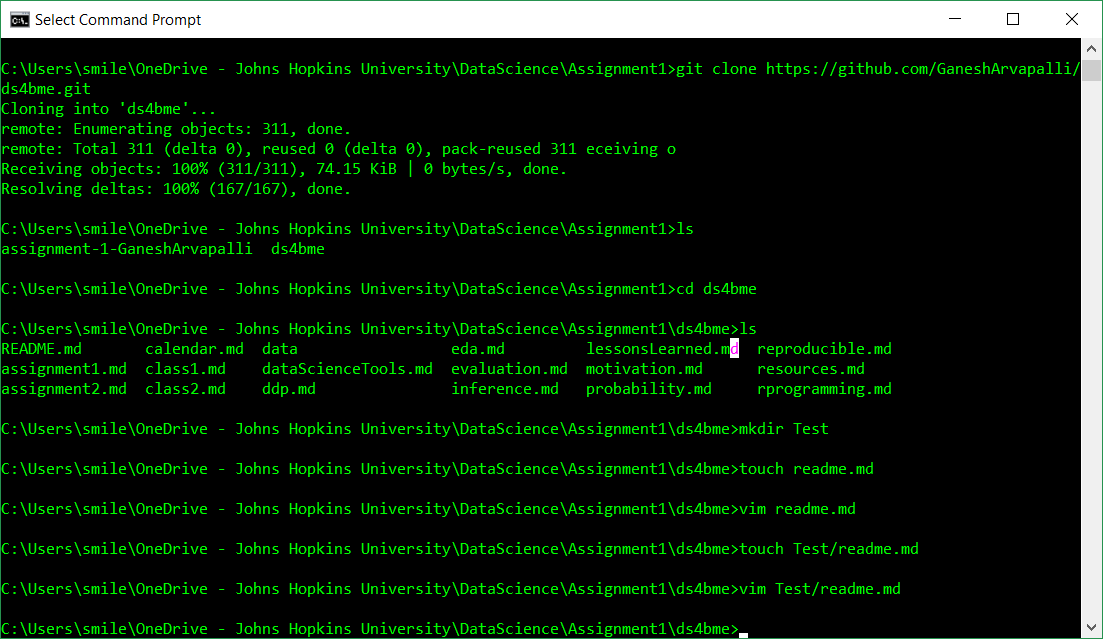 Select Command Prompt
C:\Users\smile\OneDrive - Johns Hopkins University\DataScience\Assignment1>git clone https://github.com/GaneshArvapalli/
ds4bme.git
Cloning into 'ds4bme'...
remote: Enumerating objects: 311, done.
remote: Total 311 (delta 0), reused 0 (delta 0), pack-reused 311 eceiving o
Receiving objects: 100% (311/311), 74.15 KiB | 0 bytes/s, done.
Resolving deltas: 100% (167/167), done.
C:\Users\smile\OneDrive - Johns Hopkins University\DataScience\Assignment1>ls
assignment-1-GaneshArvapalli  ds4bme
C:\Users\smile\OneDrive - Johns Hopkins University\DataScience\Assignment1>cd ds4bme
C:\Users\smile\OneDrive - Johns Hopkins University\DataScience\Assignment1\ds4bme>ls
README.md       calendar.md  data                 eda.md         lessonsLearned.md  reproducible.md
assignment1.md  class1.md    dataScienceTools.md  evaluation.md  motivation.md      resources.md
assignment2.md  class2.md    ddp.md               inference.md   probability.md     rprogramming.md
C:\Users\smile\OneDrive - Johns Hopkins University\DataScience\Assignment1\ds4bme>mkdir Test
C:\Users\smile\OneDrive - Johns Hopkins University\DataScience\Assignment1\ds4bme>touch readme.md
C:\Users\smile\OneDrive - Johns Hopkins University\DataScience\Assignment1\ds4bme>vim readme.md
C:\Users\smile\OneDrive - Johns Hopkins University\DataScience\Assignment1\ds4bme>touch Test/readme.md
C:\Users\smile\OneDrive - Johns Hopkins University\DataScience\Assignment1\ds4bme>vim Test/readme.md
C:\Users\smile\OneDrive - Johns Hopkins University\DataScience\Assignment1\ds4bme>